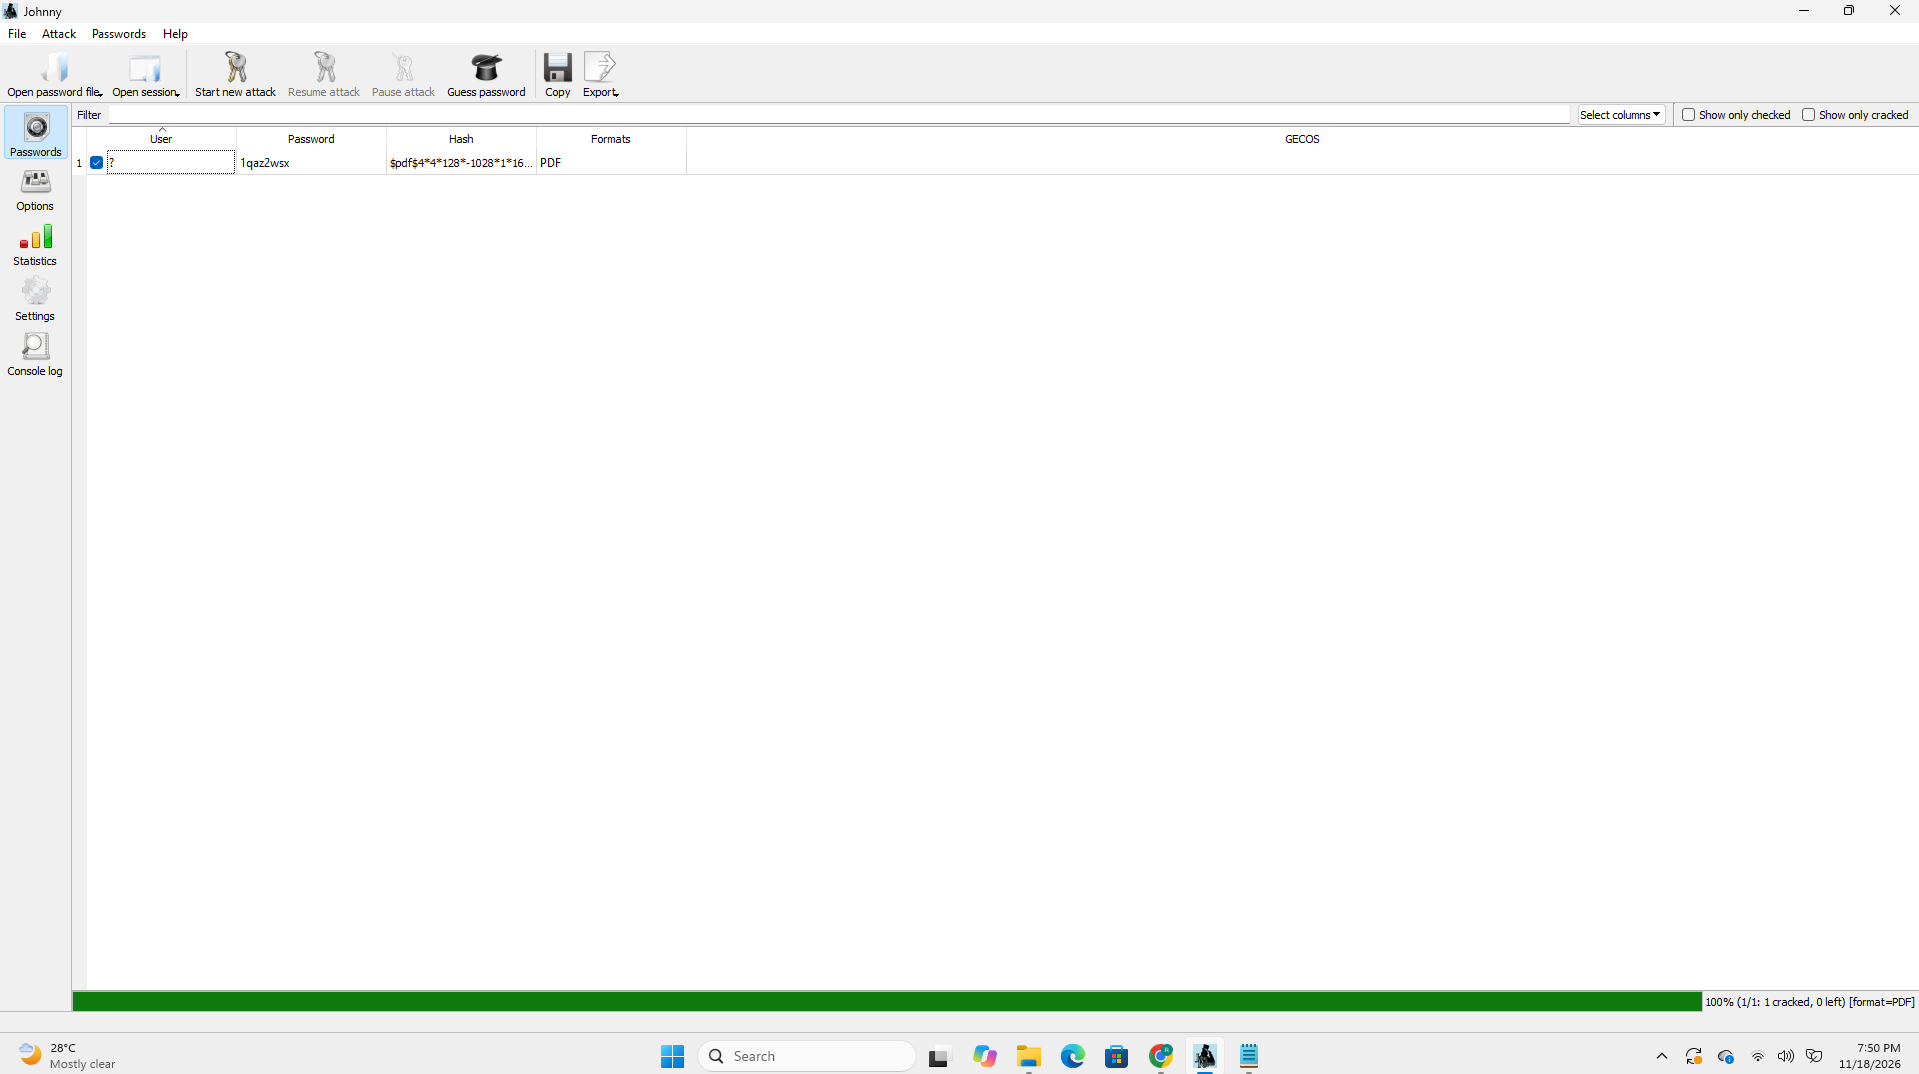 Johnny
File Attack Passwords Help
Open password file Open session Start new attack Resume attack Pause attack Guess password Copy Export
Filter Select columns Show only checked Show only cracked
Passwords
Options
Statistics
Settings
Console log
User Password Hash Formats GECOS
1 ? 1qaz2wsx $pdf$4*4*128*-1028*1*16... PDF
100% (1/1: 1 cracked, 0 left) [format=PDF]
28°C
Mostly clear
Search
7:50 PM
11/18/2026